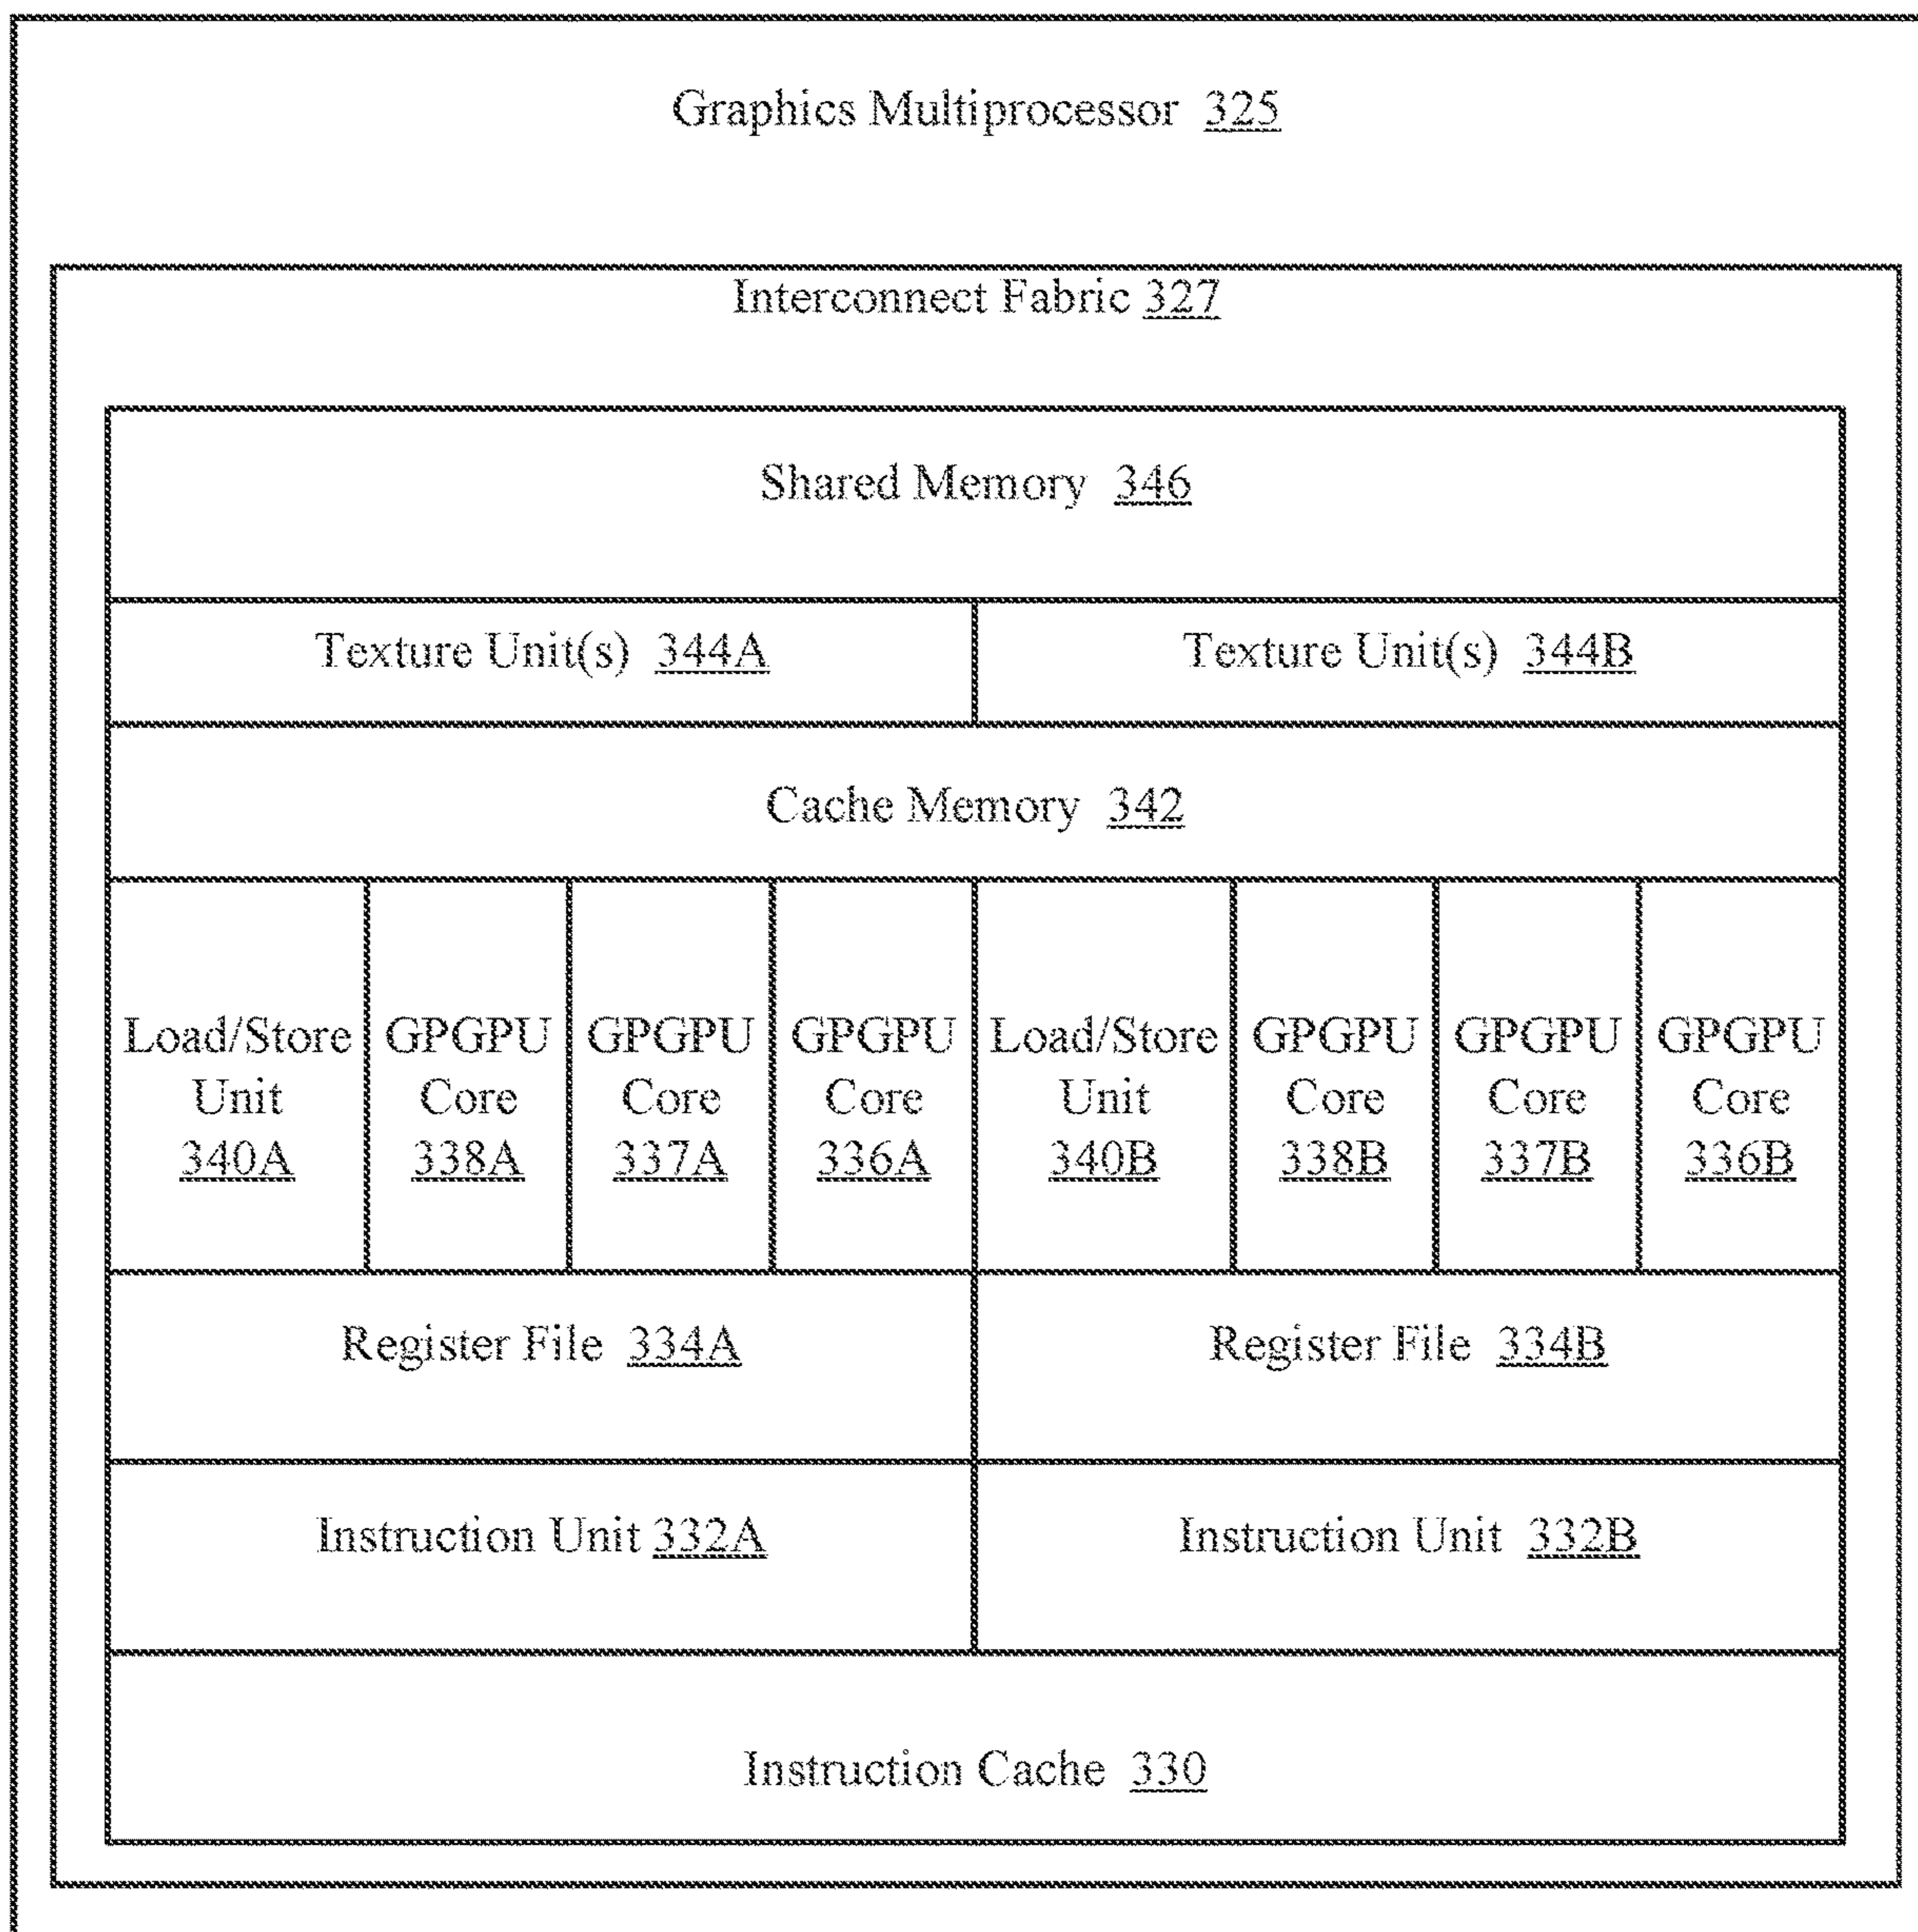 Graphics Multiprocessor 325
Interconnect Fabric 327
Shared Memory 346
Texture Unit(s) 344A
Texture Unit(s) 344B
Cache Memory 342
Load/Store
Unit
340A
GPGPU
Core
338A
GPGPU
Core
337A
GPGPU
Core
336A
Load/Store
Unit
340B
GPGPU
Core
338B
GPGPU
Core
337B
GPGPU
Core
336B
Register File 334A
Register File 334B
Instruction Unit 332A
Instruction Unit 332B
Instruction Cache 330